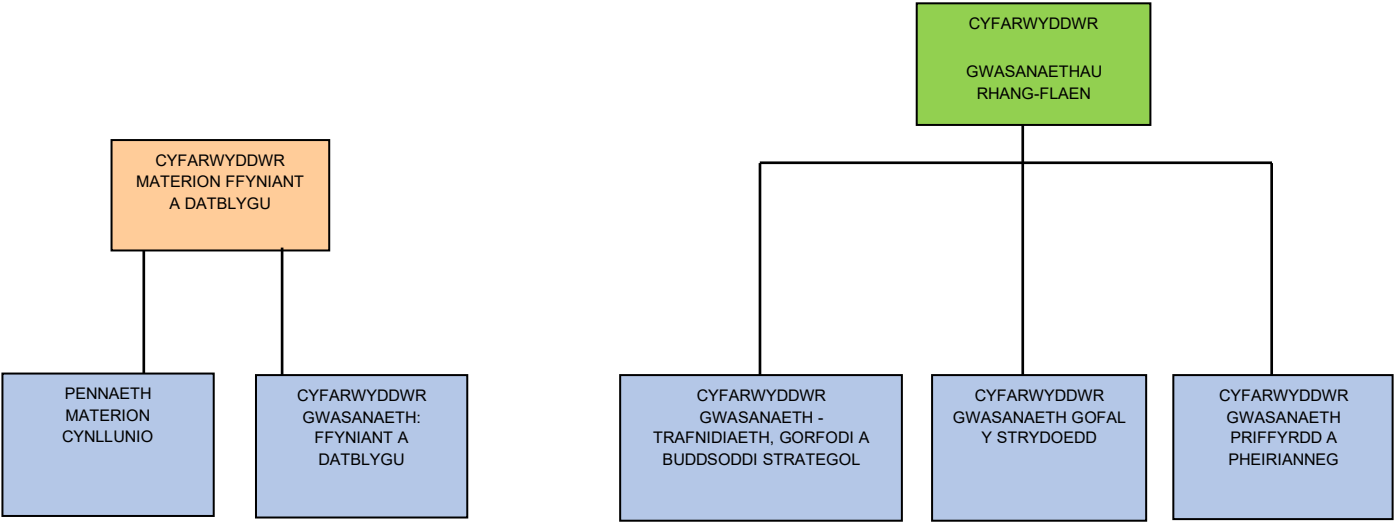 CYFARWYDDWR
GWASANAETHAU
RHANG-FLAEN
CYFARWYDDWR
MATERION FFYNIANT
A DATBLYGU
PENNAETH
MATERION
CYNLLUNIO
CYFARWYDDWR
GWASANAETH:
FFYNIANT A
DATBLYGU
CYFARWYDDWR
GWASANAETH -
TRAFNIDIAETH, GORFODI A
BUDDSODDI STRATEGOL
CYFARWYDDWR
GWASANAETH GOFAL
Y STRYDOEDD
CYFARWYDDWR
GWASANAETH
PRIFFYRDD A
PHEIRIANNEG